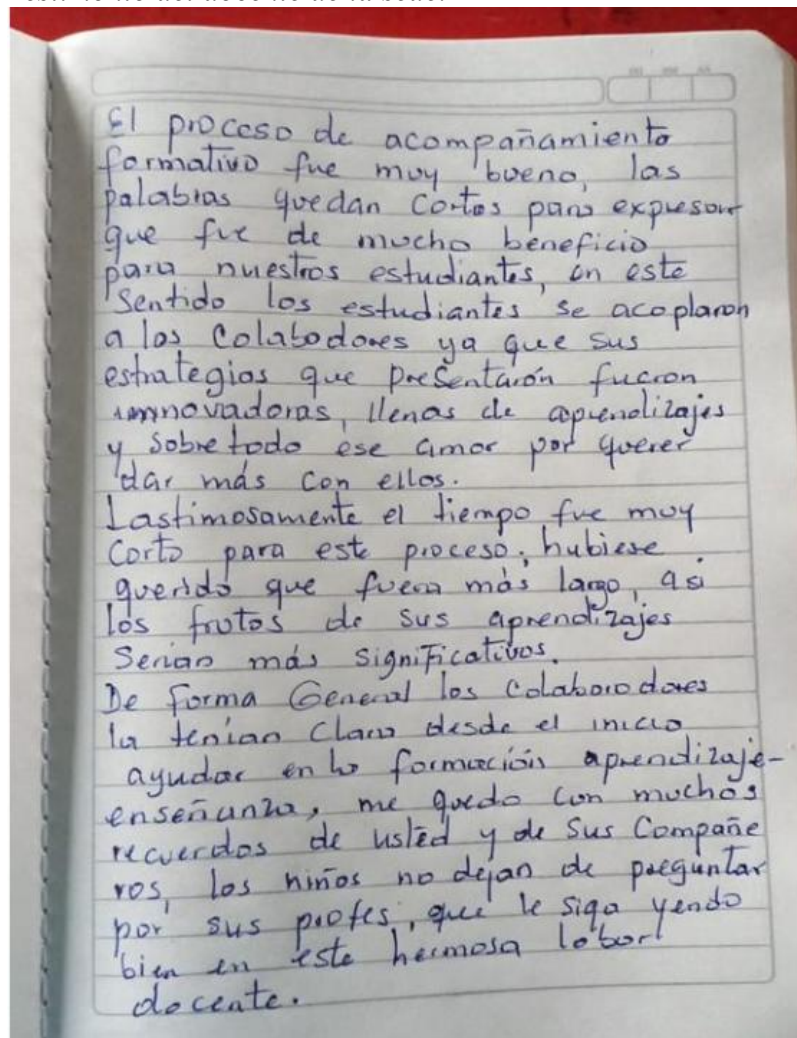 El proceso de acompañamiento
formativo fue muy bueno, las
palabras quedan cortas para expresar
que fue de mucho beneficio
para nuestros estudiantes, en este
sentido los estudiantes se acoplaron
a los Colabodores ya que sus
estrategias que presentarón fueron
innovadoras, llenas de aprendizajes
y sobre todo ese amor por querer
dar más con ellos.
Lastimosamente el tiempo fue muy
corto para este proceso, hubiese
querido que fuera más largo, asi
los frutos de sus aprendizajes
Serian más significativos.
De forma General los Colaborodores
la tenían claro desde el inicio
ayudar en la formación aprendizaje-
enseñanza, me quedo con muchos
recuerdos de usted y de sus Compañe
ros, los niños no dejan de preguntar
por sus profes, que le siga yendo
bien en este hermosa labor
docente.